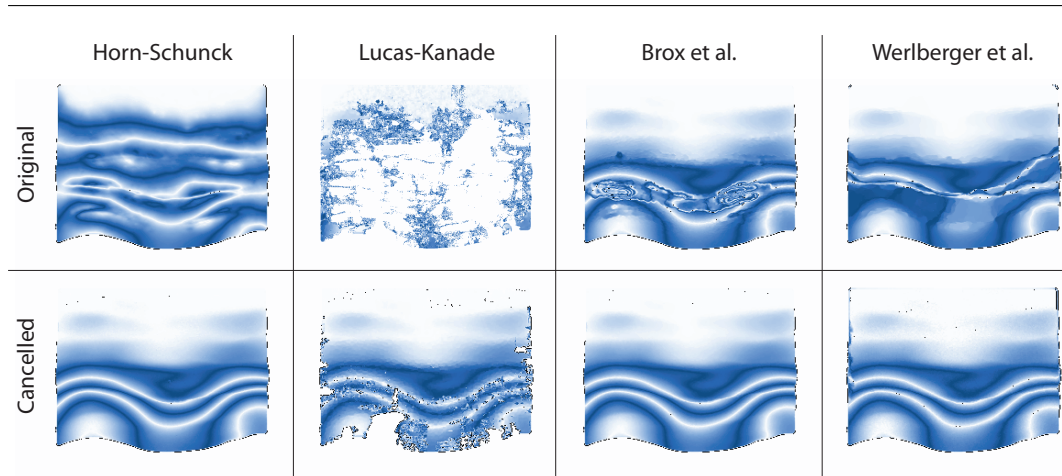 Horn-Schunck
Lucas-Kanade
Brox et al.
Werlberger et al.
Original
Cancelled